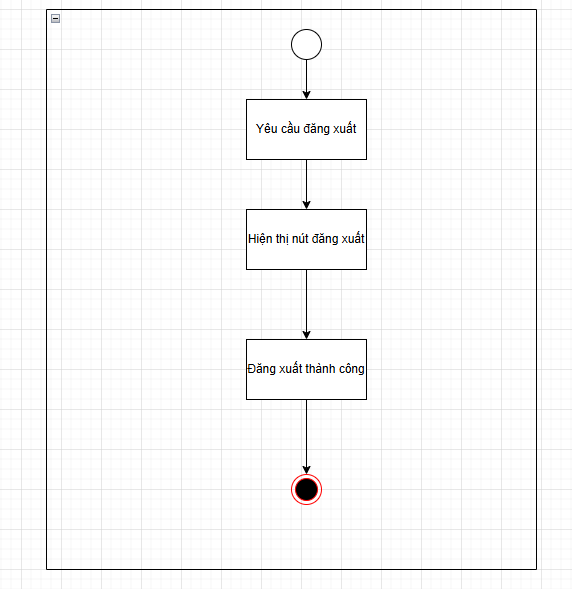 Yêu cầu đăng xuất
Hiện thị nút đăng xuất
Đăng xuất thành công